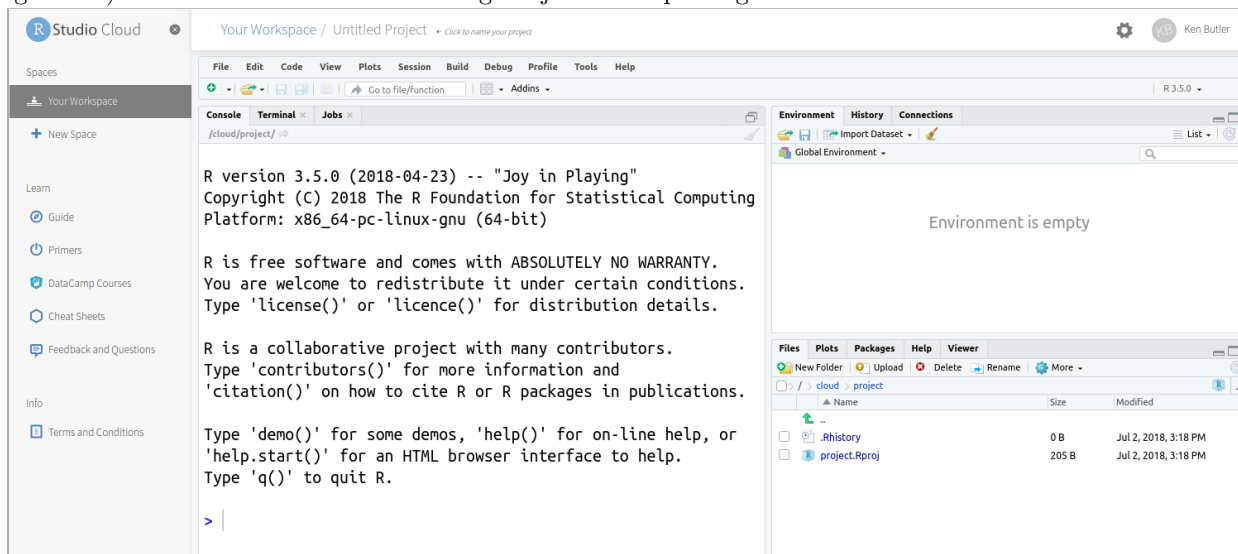 R Studio Cloud
Your Workspace / Untitled Project ← Click to name your project
KB Ken Butler
Spaces
Your Workspace
New Space
Learn
Guide
Primers
DataCamp Courses
Cheat Sheets
Feedback and Questions
Info
Terms and Conditions
File Edit Code View Plots Session Build Debug Profile Tools Help
Go to file/function Addins
R 3.5.0
Console Terminal Jobs
/cloud/project/
R version 3.5.0 (2018-04-23) -- "Joy in Playing"
Copyright (C) 2018 The R Foundation for Statistical Computing
Platform: x86_64-pc-linux-gnu (64-bit)
R is free software and comes with ABSOLUTELY NO WARRANTY.
You are welcome to redistribute it under certain conditions.
Type 'license()' or 'licence()' for distribution details.
R is a collaborative project with many contributors.
Type 'contributors()' for more information and
'citation()' on how to cite R or R packages in publications.
Type 'demo()' for some demos, 'help()' for on-line help, or
'help.start()' for an HTML browser interface to help.
Type 'q()' to quit R.
>
Environment History Connections
Import Dataset List
Global Environment
Environment is empty
Files Plots Packages Help Viewer
New Folder Upload Delete Rename More
/ > cloud > project
Name Size Modified
..
.Rhistory 0 B Jul 2, 2018, 3:18 PM
project.Rproj 205 B Jul 2, 2018, 3:18 PM